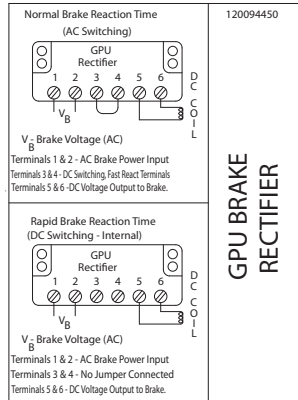 Normal Brake Reaction Time
(AC Switching)
GPU
Rectifier
1 2 3 4 5 6
DC COIL
VB
VB - Brake Voltage (AC)
Terminals 1 & 2 - AC Brake Power Input
Terminals 3 & 4 - DC Switching, Fast React Terminals
Terminals 5 & 6 -DC Voltage Output to Brake.
Rapid Brake Reaction Time
(DC Switching - Internal)
GPU
Rectifier
1 2 3 4 5 6
DC COIL
VB
VB - Brake Voltage (AC)
Terminals 1 & 2 - AC Brake Power Input
Terminals 3 & 4 - No Jumper Connected
Terminals 5 & 6 - DC Voltage Output to Brake.
120094450
GPU BRAKE
RECTIFIER